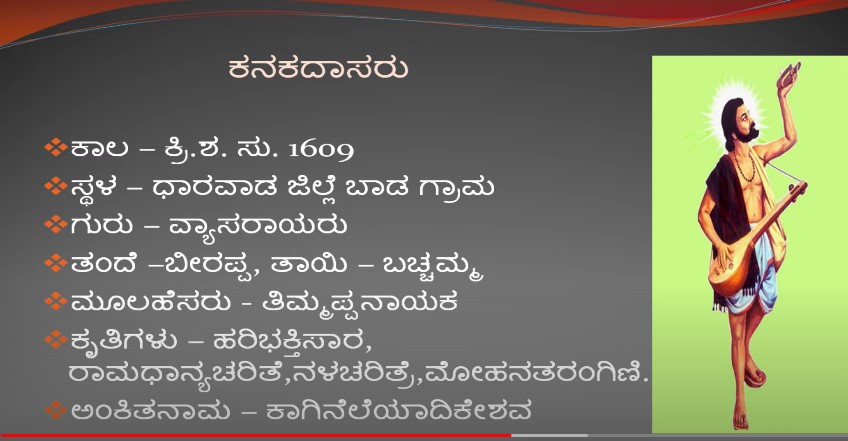 ಕನಕದಾಸರು
❖ಕಾಲ – ಕ್ರಿ.ಶ. ಸು. 1609
❖ಸ್ಥಳ – ಧಾರವಾಡ ಜಿಲ್ಲೆ ಬಾಡ ಗ್ರಾಮ
❖ಗುರು – ವ್ಯಾಸರಾಯರು
❖ತಂದೆ –ಬೀರಪ್ಪ, ತಾಯಿ – ಬಚ್ಚಮ್ಮ
❖ಮೂಲಹೆಸರು - ತಿಮ್ಮಪ್ಪನಾಯಕ
❖ಕೃತಿಗಳು – ಹರಿಭಕ್ತಿಸಾರ,
ರಾಮಧಾನ್ಯಚರಿತೆ,ನಳಚರಿತ್ರೆ,ಮೋಹನತರಂಗಿಣಿ.
❖ಅಂಕಿತನಾಮ – ಕಾಗಿನೆಲೆಯಾದಿಕೇಶವ